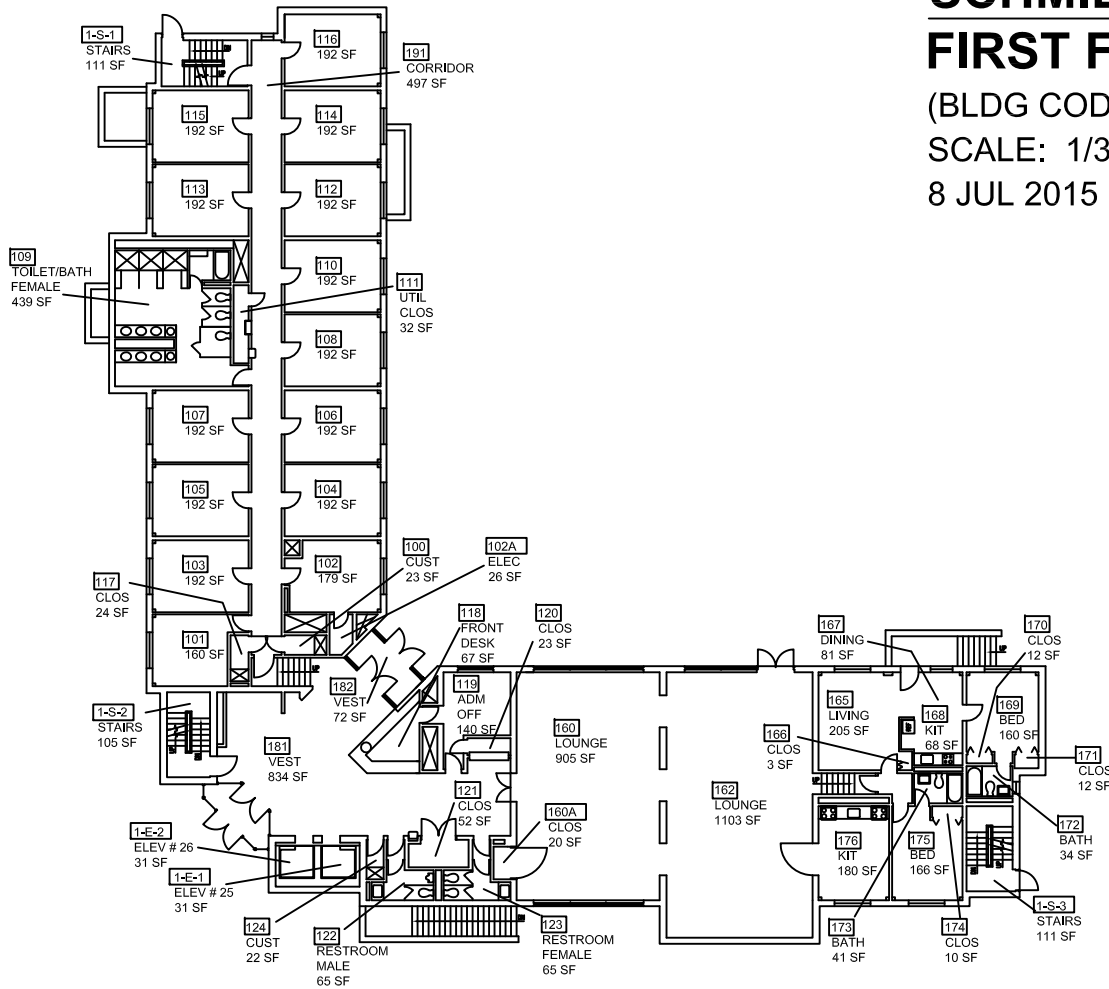 SCHMID
FIRST F
(BLDG COD
SCALE: 1/3
8 JUL 2015
1-S-1
STAIRS
111 SF
116
192 SF
191
CORRIDOR
497 SF
115
192 SF
114
192 SF
113
192 SF
112
192 SF
109
TOILET/BATH
FEMALE
439 SF
110
192 SF
111
UTIL
CLOS
32 SF
108
192 SF
107
192 SF
106
192 SF
105
192 SF
104
192 SF
103
192 SF
102
179 SF
100
CUST
23 SF
102A
ELEC
26 SF
117
CLOS
24 SF
101
160 SF
118
FRONT
DESK
67 SF
120
CLOS
23 SF
167
DINING
81 SF
170
CLOS
12 SF
1-S-2
STAIRS
105 SF
182
VEST
72 SF
119
ADM
OFF
140 SF
181
VEST
834 SF
160
LOUNGE
905 SF
165
LIVING
205 SF
168
KIT
68 SF
REF
169
BED
160 SF
166
CLOS
3 SF
171
CLOS
12 SF
162
LOUNGE
1103 SF
121
CLOS
52 SF
160A
CLOS
20 SF
1-E-2
ELEV # 26
31 SF
1-E-1
ELEV # 25
31 SF
176
KIT
180 SF
175
BED
166 SF
172
BATH
34 SF
1-S-3
STAIRS
111 SF
124
CUST
22 SF
122
RESTROOM
MALE
65 SF
123
RESTROOM
FEMALE
65 SF
173
BATH
41 SF
174
CLOS
10 SF
UP
UP
UP
UP